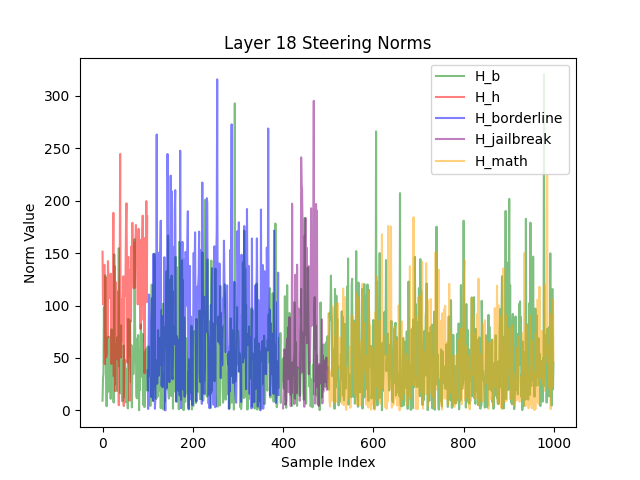 Layer 18 Steering Norms
H_b
H_h
H_borderline
H_jailbreak
H_math
Norm Value
300
250
200
150
100
50
0
0 200 400 600 800 1000
Sample Index